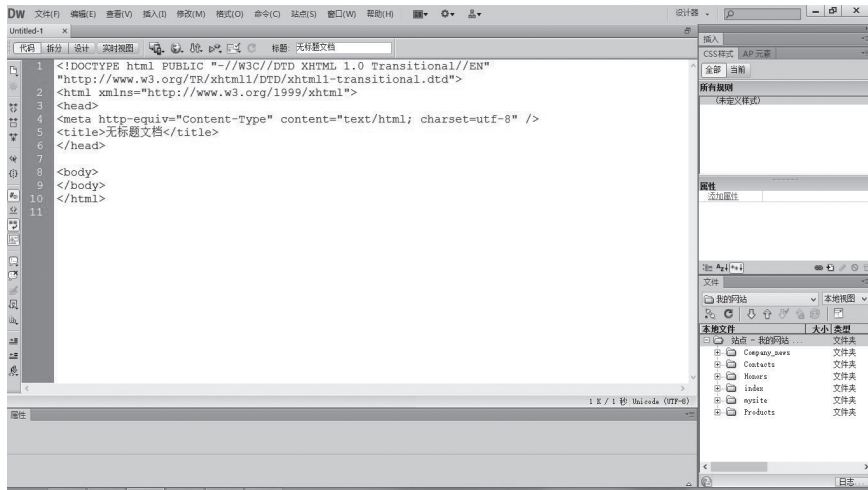 DW 文件(F) 编辑(E) 查看(V) 插入(I) 修改(M) 格式(O) 命令(C) 站点(S) 窗口(W) 帮助(H) 设计器
Untitled-1 ×
代码 拆分 设计 实时视图 标题: 无标题文档
1 <!DOCTYPE html PUBLIC "-//W3C//DTD XHTML 1.0 Transitional//EN"
"http://www.w3.org/TR/xhtml1/DTD/xhtml1-transitional.dtd">
2 <html xmlns="http://www.w3.org/1999/xhtml">
3 <head>
4 <meta http-equiv="Content-Type" content="text/html; charset=utf-8" />
5 <title>无标题文档</title>
6 </head>
7
8 <body>
9 </body>
10 </html>
11
1 K / 1 秒 Unicode (UTF-8)
属性
插入
CSS样式 AP 元素
全部 当前
所有规则
(未定义样式)
属性
添加属性
文件
我的网站 本地视图
本地文件 大小 类型
站点 - 我的网站 ... 文件夹
Company_news 文件夹
Contacts 文件夹
Honors 文件夹
index 文件夹
mysite 文件夹
Products 文件夹
日志...